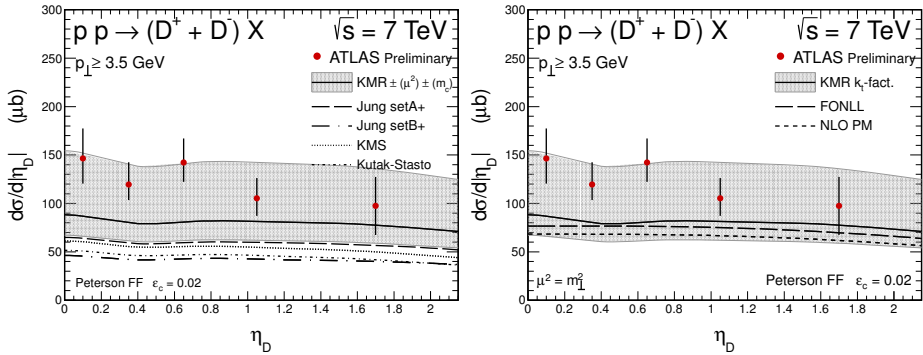 p p → (D⁺ + D⁻) X √s = 7 TeV
p⊥ ≥ 3.5 GeV
ATLAS Preliminary
KMR ± (μ²) ± (m_c)
Jung setA+
Jung setB+
KMS
Kutak-Stasto
Peterson FF ε_c = 0.02
dσ/d|η_D| (μb)
300
250
200
150
100
50
0
0 0.2 0.4 0.6 0.8 1 1.2 1.4 1.6 1.8 2
η_D
p p → (D⁺ + D⁻) X √s = 7 TeV
p⊥ ≥ 3.5 GeV
ATLAS Preliminary
KMR k_t-fact.
FONLL
NLO PM
μ² = m²⊥
Peterson FF ε_c = 0.02
dσ/d|η_D| (μb)
300
250
200
150
100
50
0
0 0.2 0.4 0.6 0.8 1 1.2 1.4 1.6 1.8 2
η_D